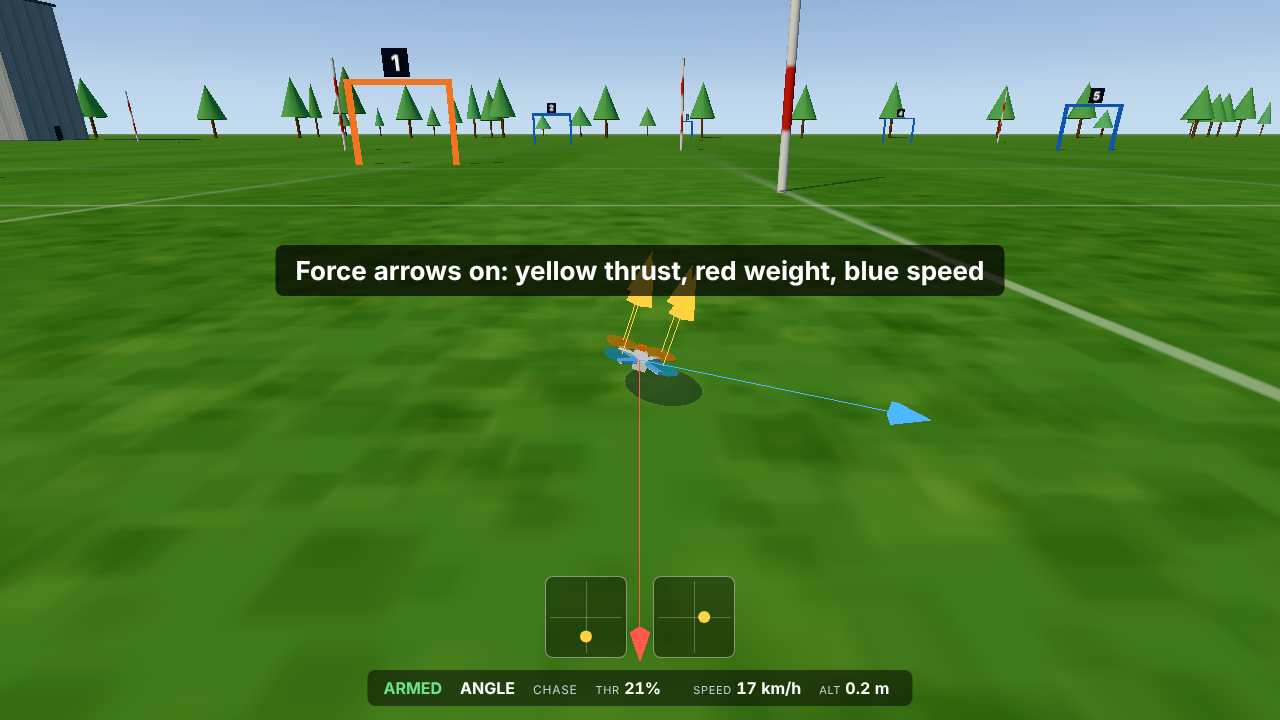 1
2
5
Force arrows on: yellow thrust, red weight, blue speed
ARMED ANGLE CHASE THR 21% SPEED 17 km/h ALT 0.2 m